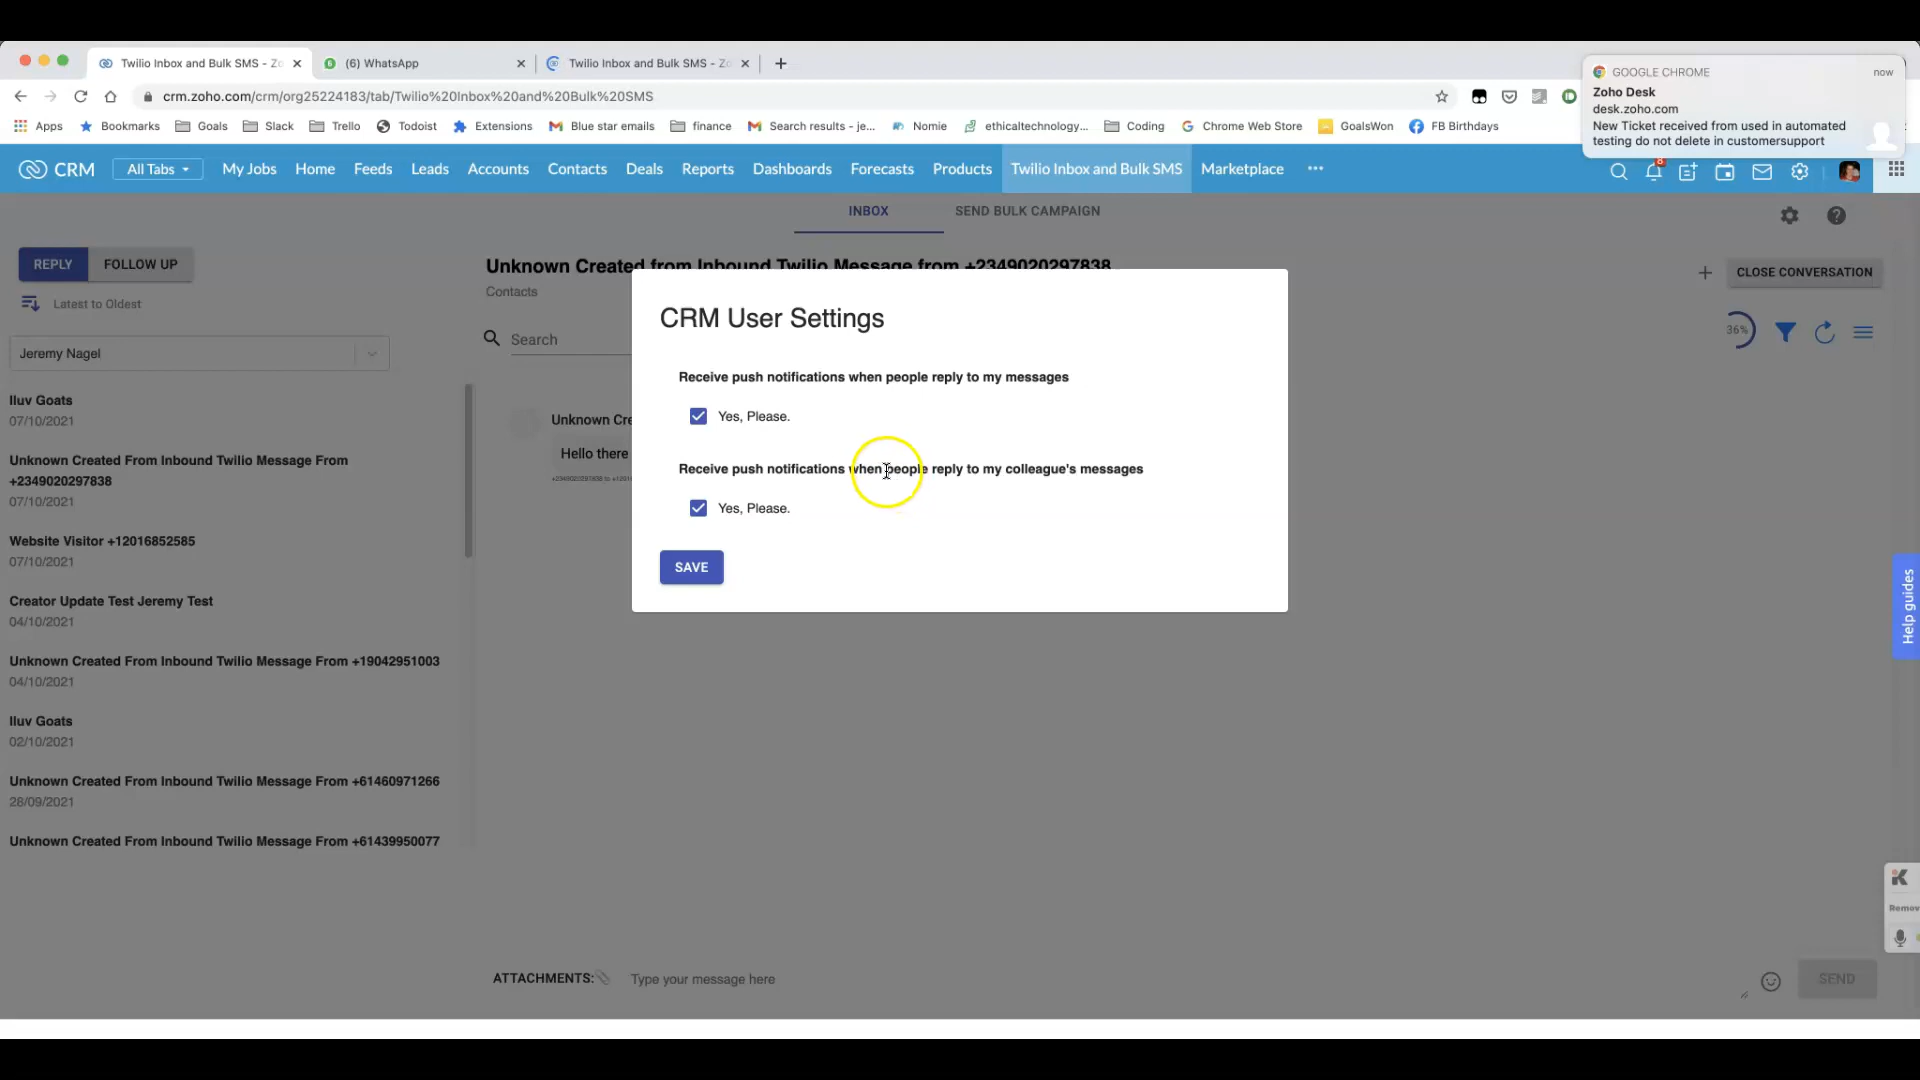 Twilio Inbox and Bulk SMS - Zo
(6) WhatsApp
Twilio Inbox and Bulk SMS - Zo
crm.zoho.com/crm/org25224183/tab/Twilio%20Inbox%20and%20Bulk%20SMS
Apps
Bookmarks
Goals
Slack
Trello
Todoist
Extensions
Blue star emails
finance
Search results - je...
Nomie
ethicaltechnology...
Coding
Chrome Web Store
GoalsWon
FB Birthdays
GOOGLE CHROME
now
Zoho Desk
desk.zoho.com
New Ticket received from used in automated
testing do not delete in customersupport
CRM
All Tabs
My Jobs
Home
Feeds
Leads
Accounts
Contacts
Deals
Reports
Dashboards
Forecasts
Products
Twilio Inbox and Bulk SMS
Marketplace
...
8
INBOX
SEND BULK CAMPAIGN
REPLY
FOLLOW UP
Latest to Oldest
Jeremy Nagel
Iluv Goats
07/10/2021
Unknown Created From Inbound Twilio Message From
+2349020297838
07/10/2021
Website Visitor +12016852585
07/10/2021
Creator Update Test Jeremy Test
04/10/2021
Unknown Created From Inbound Twilio Message From +19042951003
04/10/2021
Iluv Goats
02/10/2021
Unknown Created From Inbound Twilio Message From +61460971266
28/09/2021
Unknown Created From Inbound Twilio Message From +61439950077
Unknown Created from Inbound Twilio Message from +2349020297838
Contacts
Search
CLOSE CONVERSATION
36%
Unknown Cre
Hello there
+2349020297838 to +1201
CRM User Settings
Receive push notifications when people reply to my messages
Yes, Please.
Receive push notifications when people reply to my colleague's messages
Yes, Please.
SAVE
Help guides
Remov
ATTACHMENTS:
Type your message here
SEND